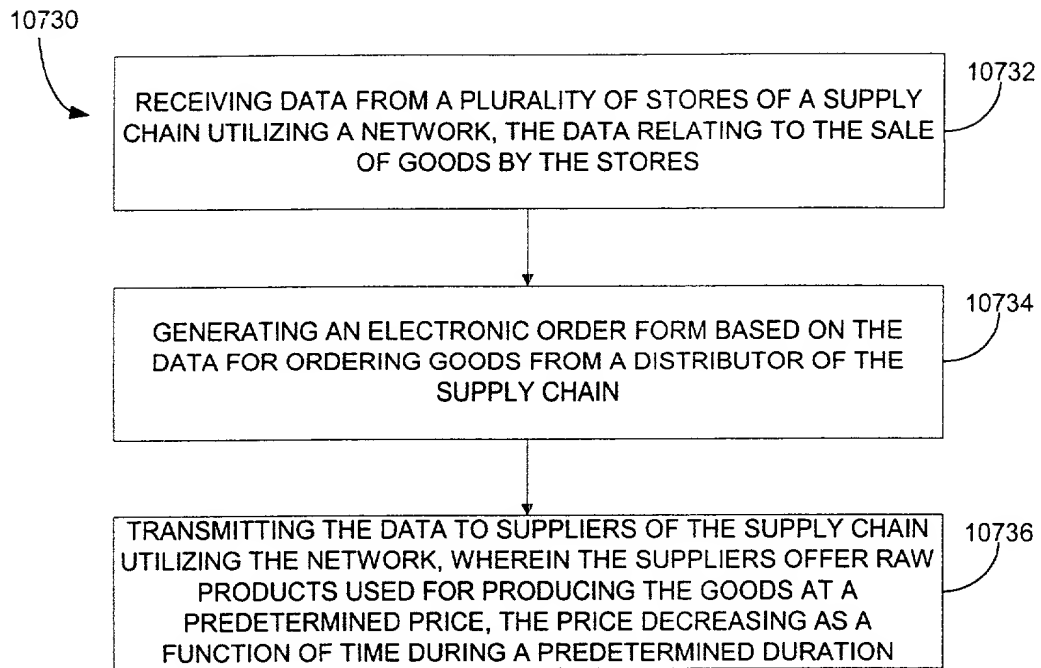 10730
10732
RECEIVING DATA FROM A PLURALITY OF STORES OF A SUPPLY
CHAIN UTILIZING A NETWORK, THE DATA RELATING TO THE SALE
OF GOODS BY THE STORES
10734
GENERATING AN ELECTRONIC ORDER FORM BASED ON THE
DATA FOR ORDERING GOODS FROM A DISTRIBUTOR OF THE
SUPPLY CHAIN
10736
TRANSMITTING THE DATA TO SUPPLIERS OF THE SUPPLY CHAIN
UTILIZING THE NETWORK, WHEREIN THE SUPPLIERS OFFER RAW
PRODUCTS USED FOR PRODUCING THE GOODS AT A
PREDETERMINED PRICE, THE PRICE DECREASING AS A
FUNCTION OF TIME DURING A PREDETERMINED DURATION